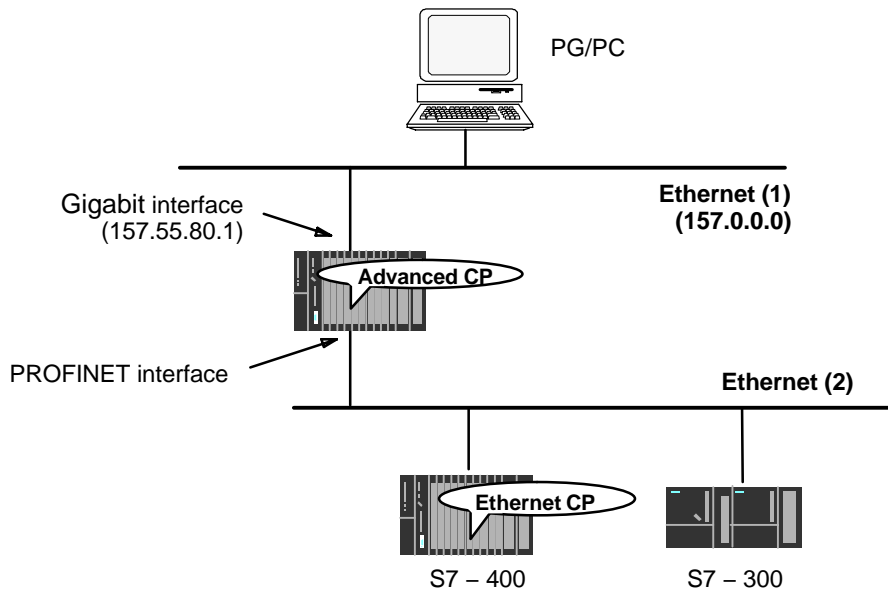 PG/PC
Ethernet (1)
(157.0.0.0)
Gigabit interface
(157.55.80.1)
Advanced CP
PROFINET interface
Ethernet (2)
Ethernet CP
S7 – 400
S7 – 300